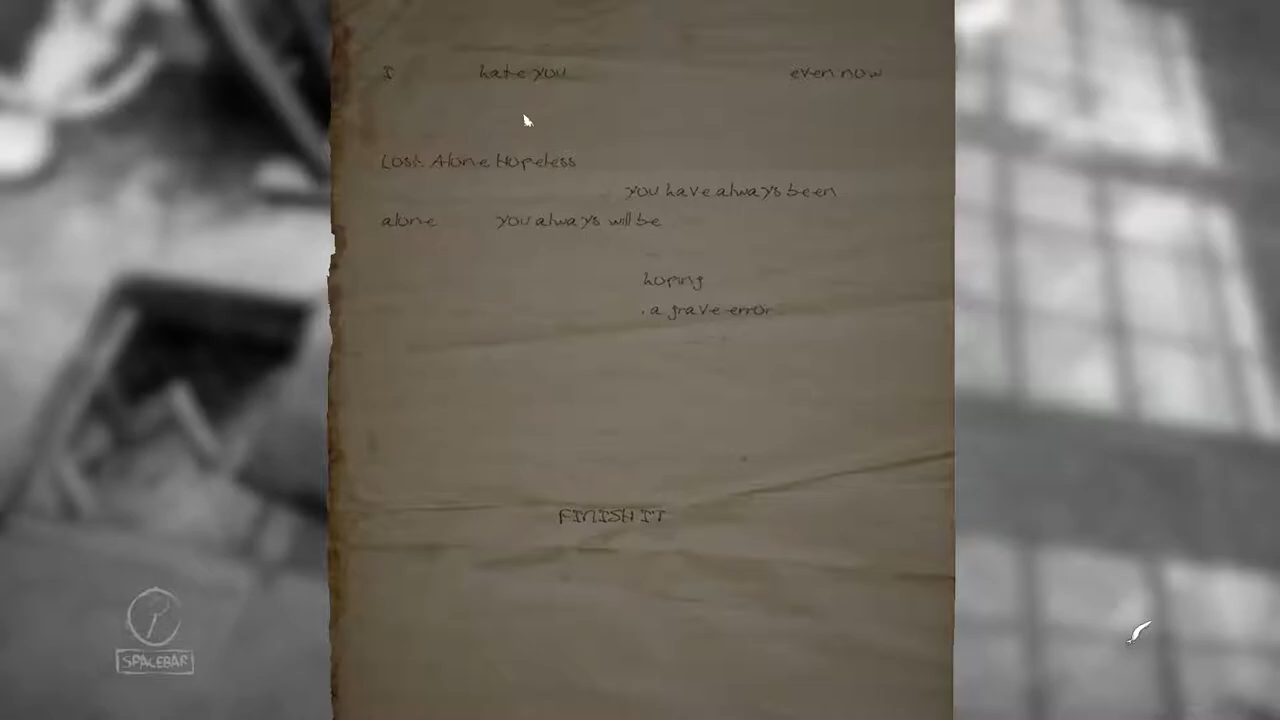 I hate you even now
Lost Alone Hopeless
you have always been
alone you always will be
hoping
, a grave error
FINISH IT
SPACEBAR